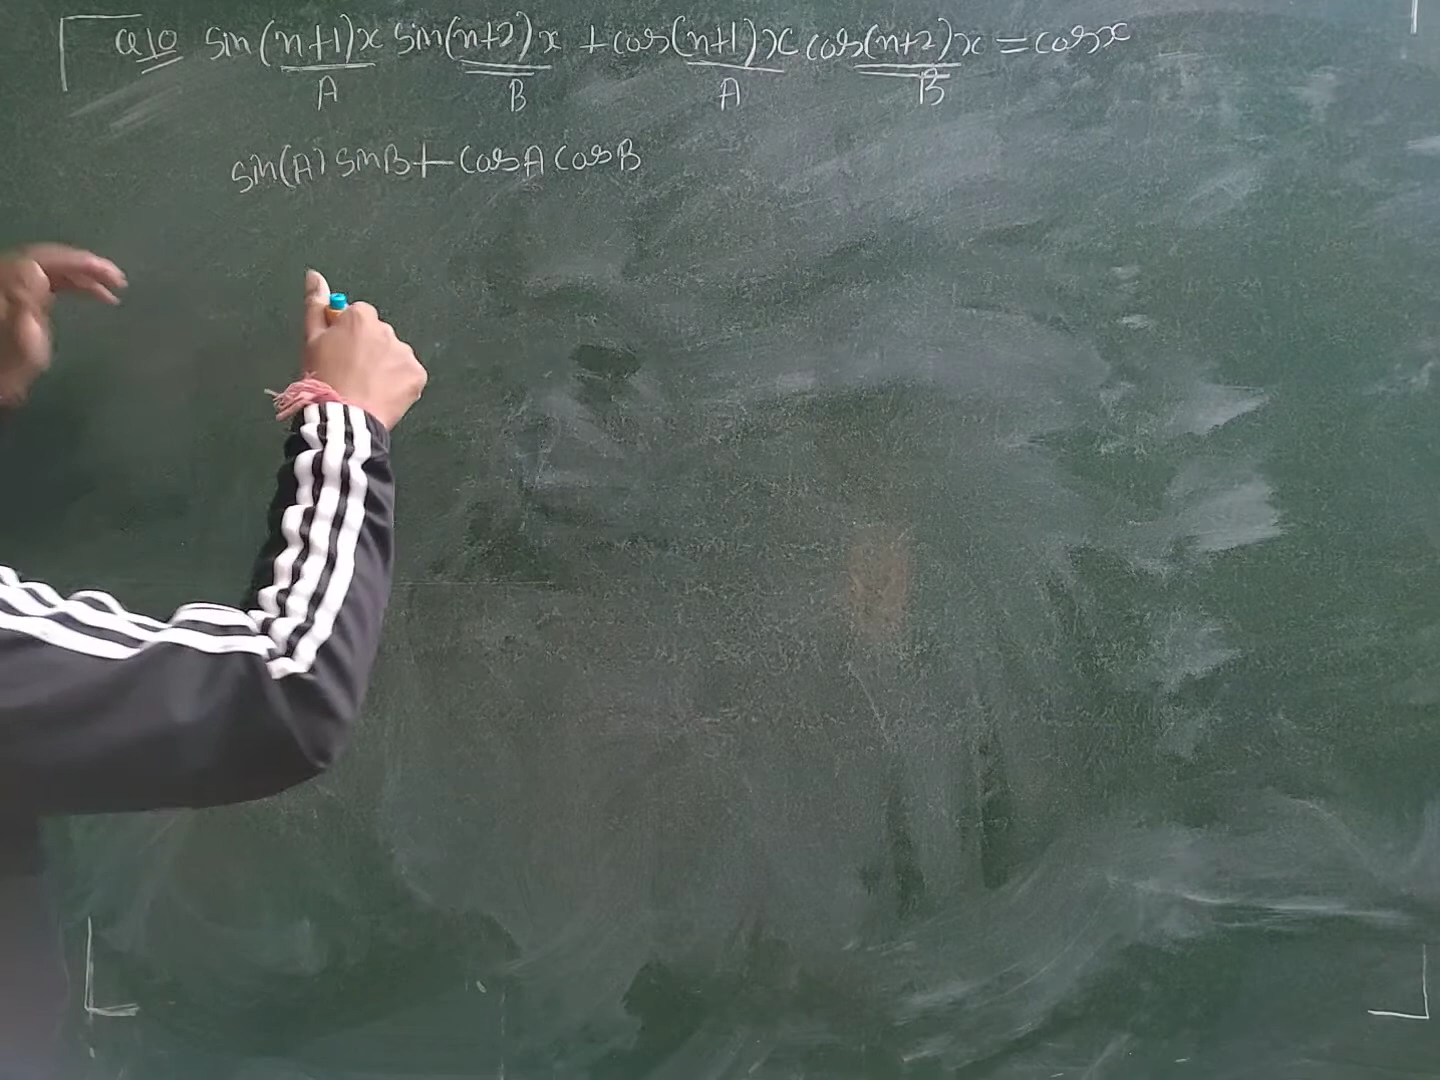 Q10 sin(n+1)x sin(n+2)x + cos(n+1)x cos(n+2)x = cosx
A B A B
sin(A) sinB + cosA cosB